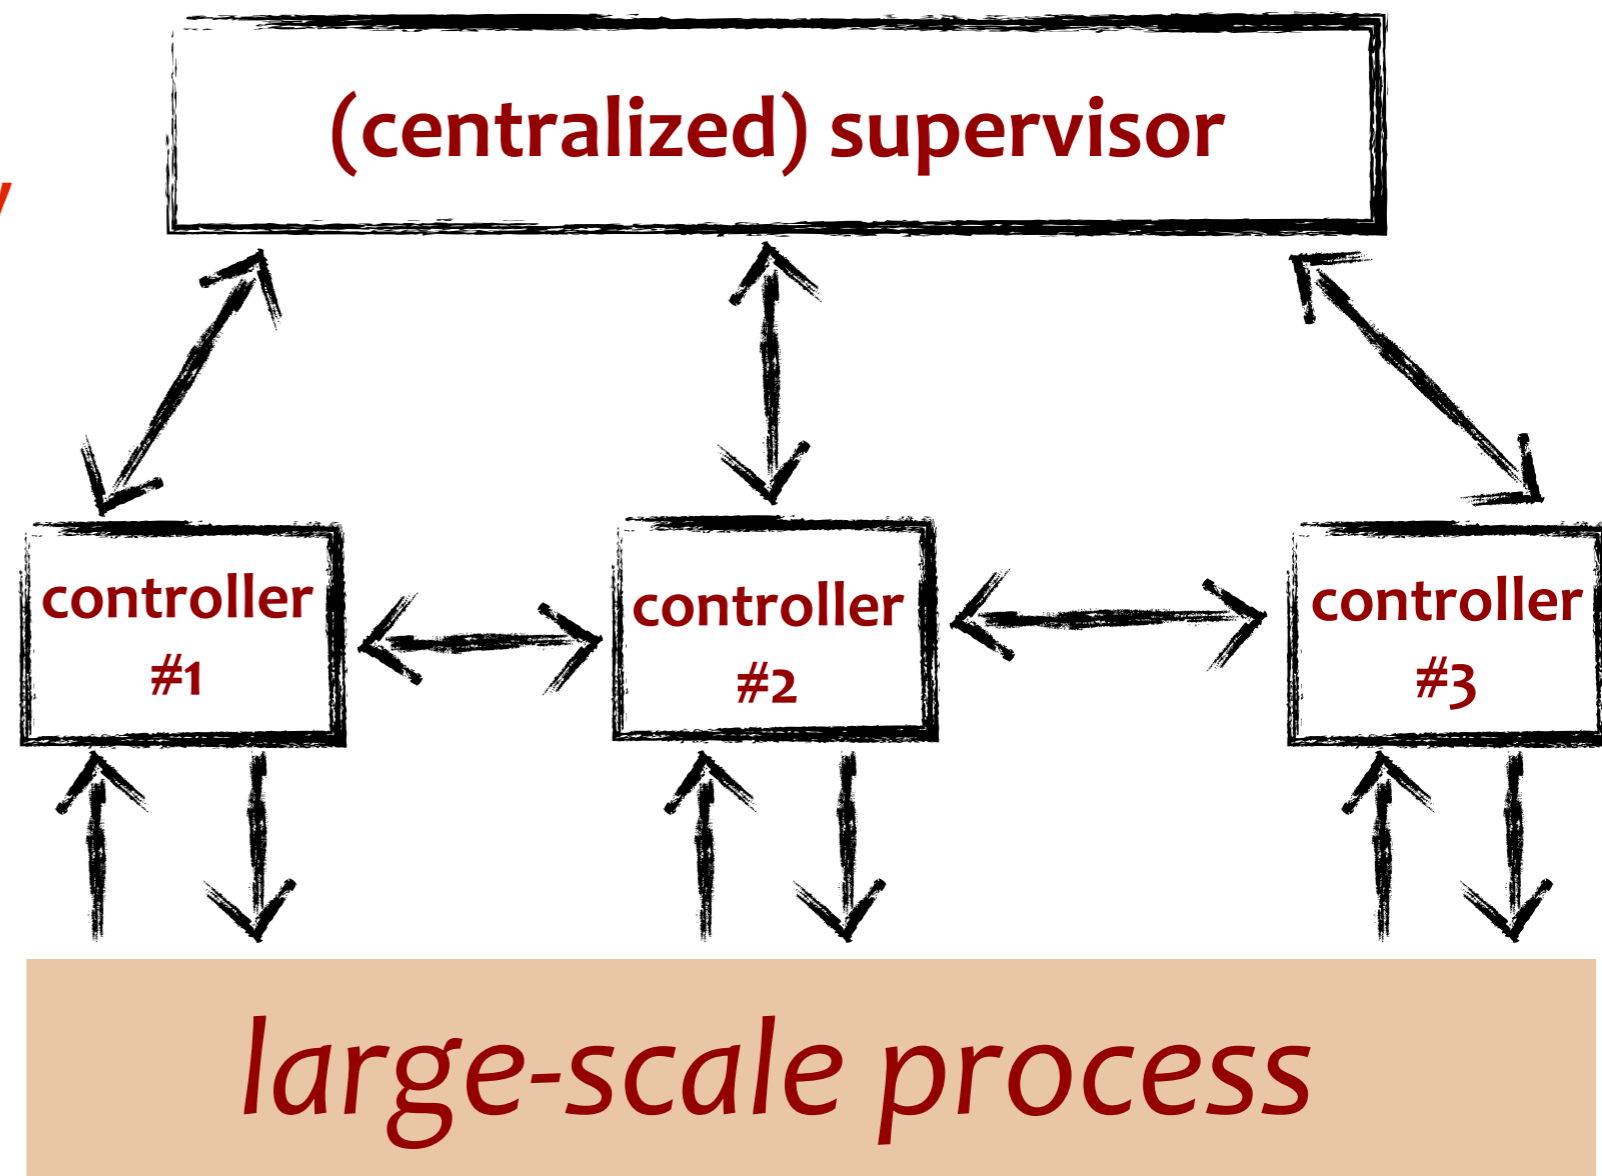 (centralized) supervisor
controller
#1
controller
#2
controller
#3
large-scale process